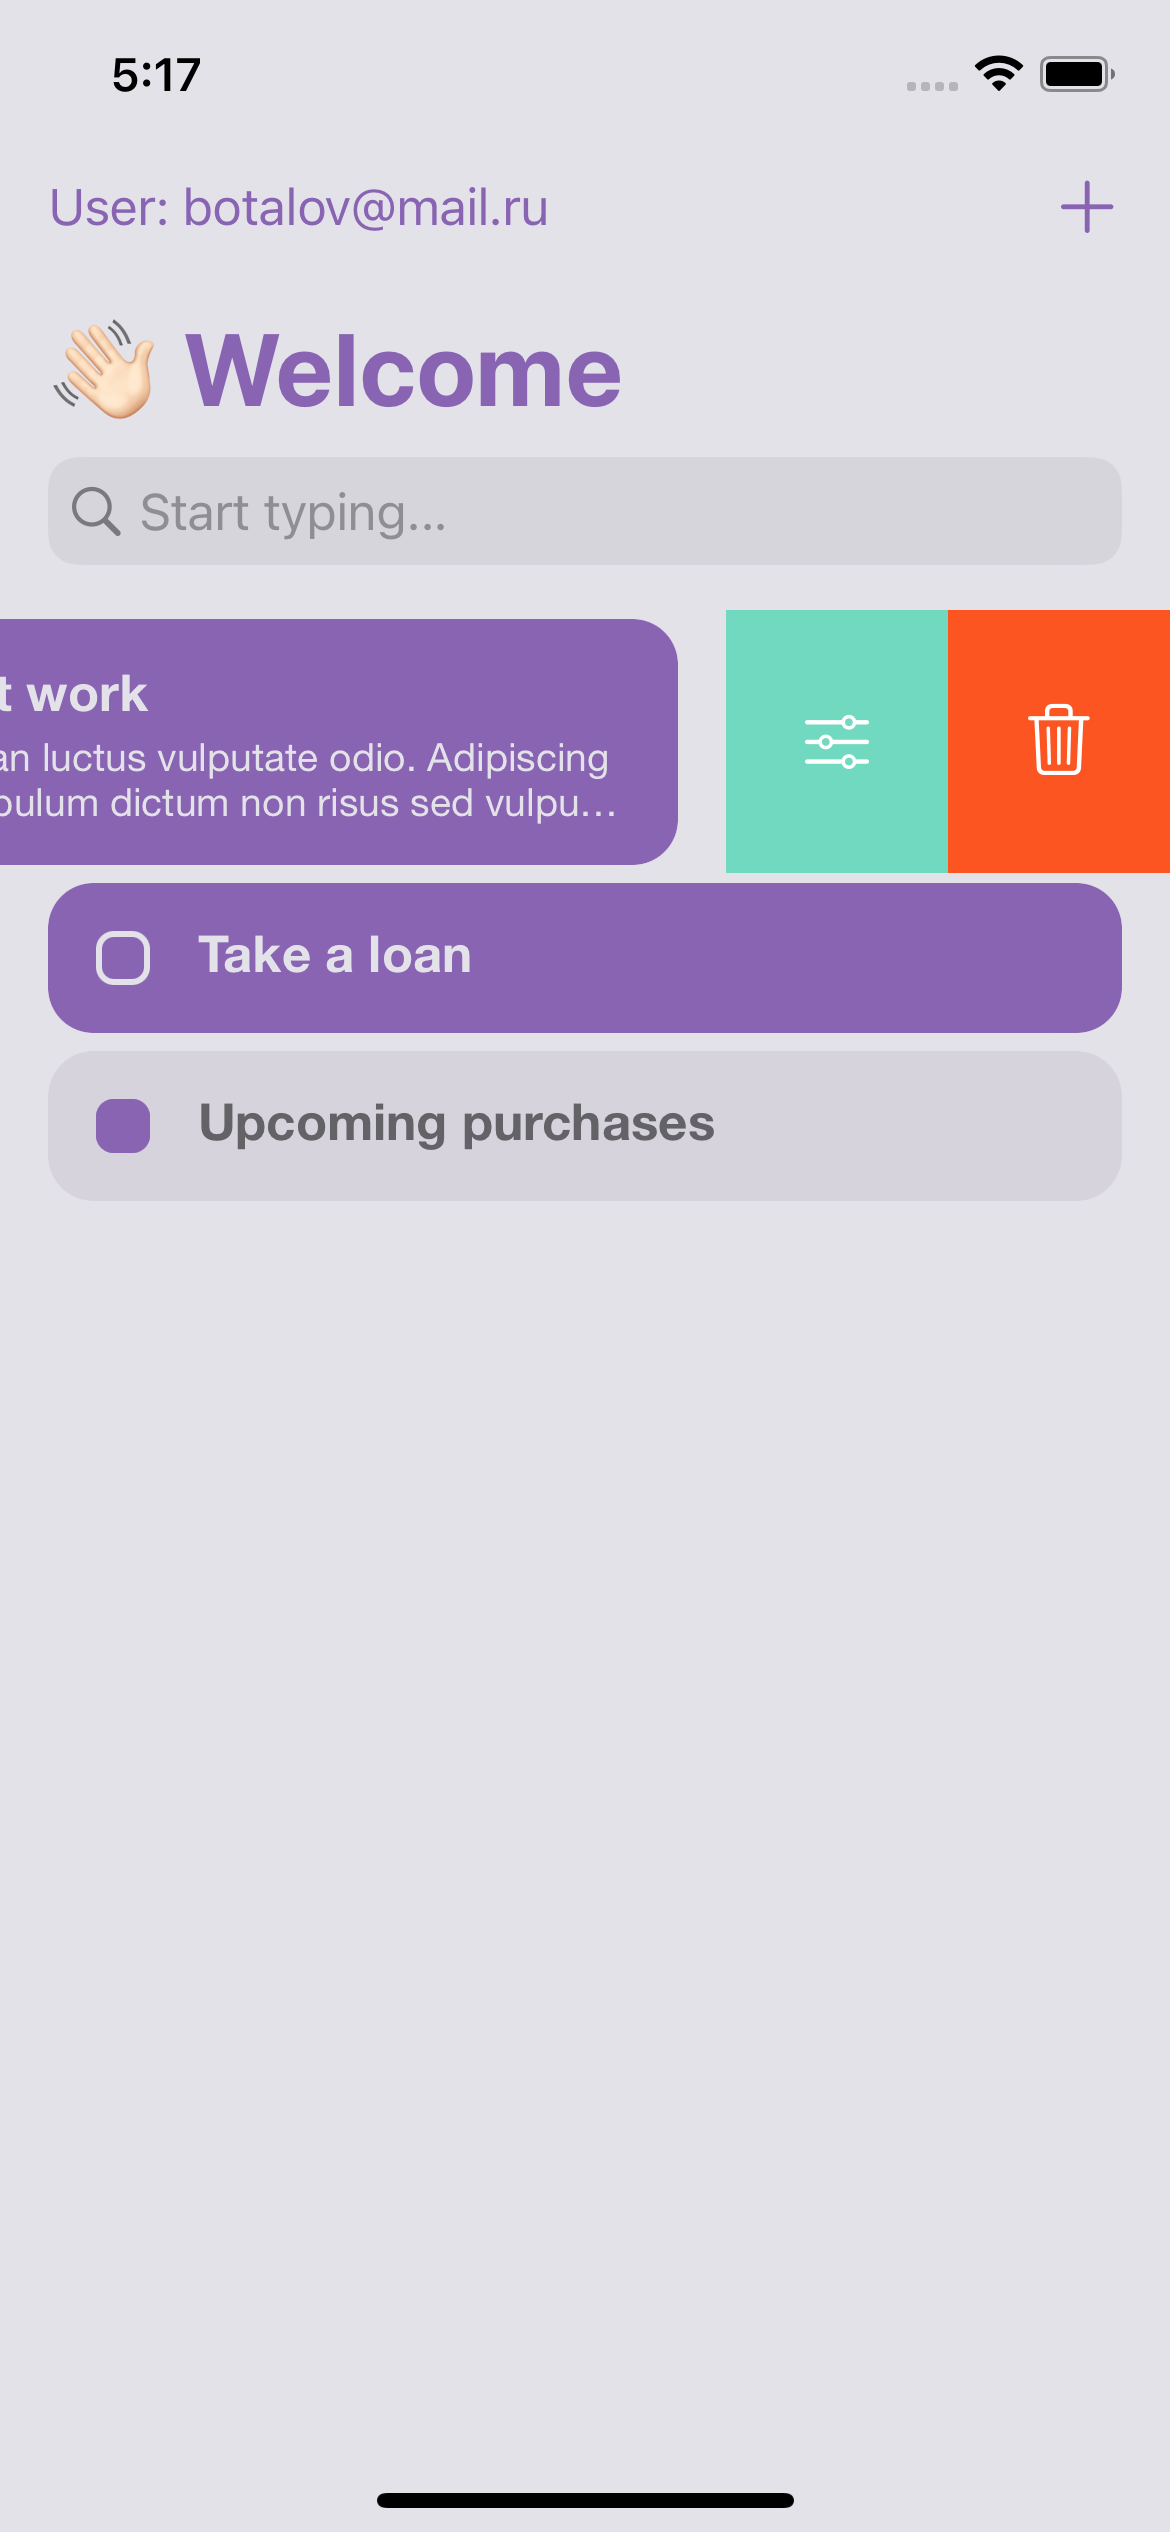 5:17
User: botalov@mail.ru
👋🏻 Welcome
Start typing...
t work
an luctus vulputate odio. Adipiscing
bulum dictum non risus sed vulpu...
Take a loan
Upcoming purchases